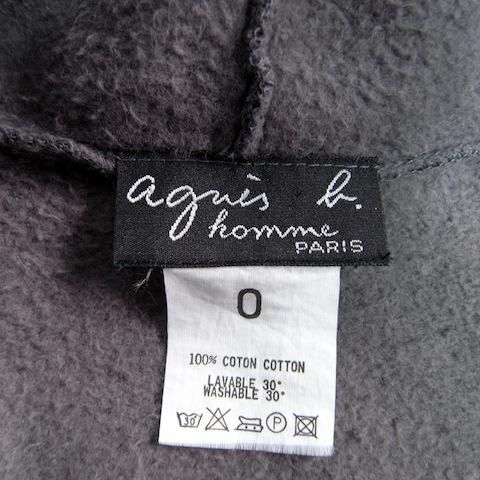 agnès b.
homme
PARIS
0
100% COTON COTTON
LAVABLE 30°
WASHABLE 30°
30 P